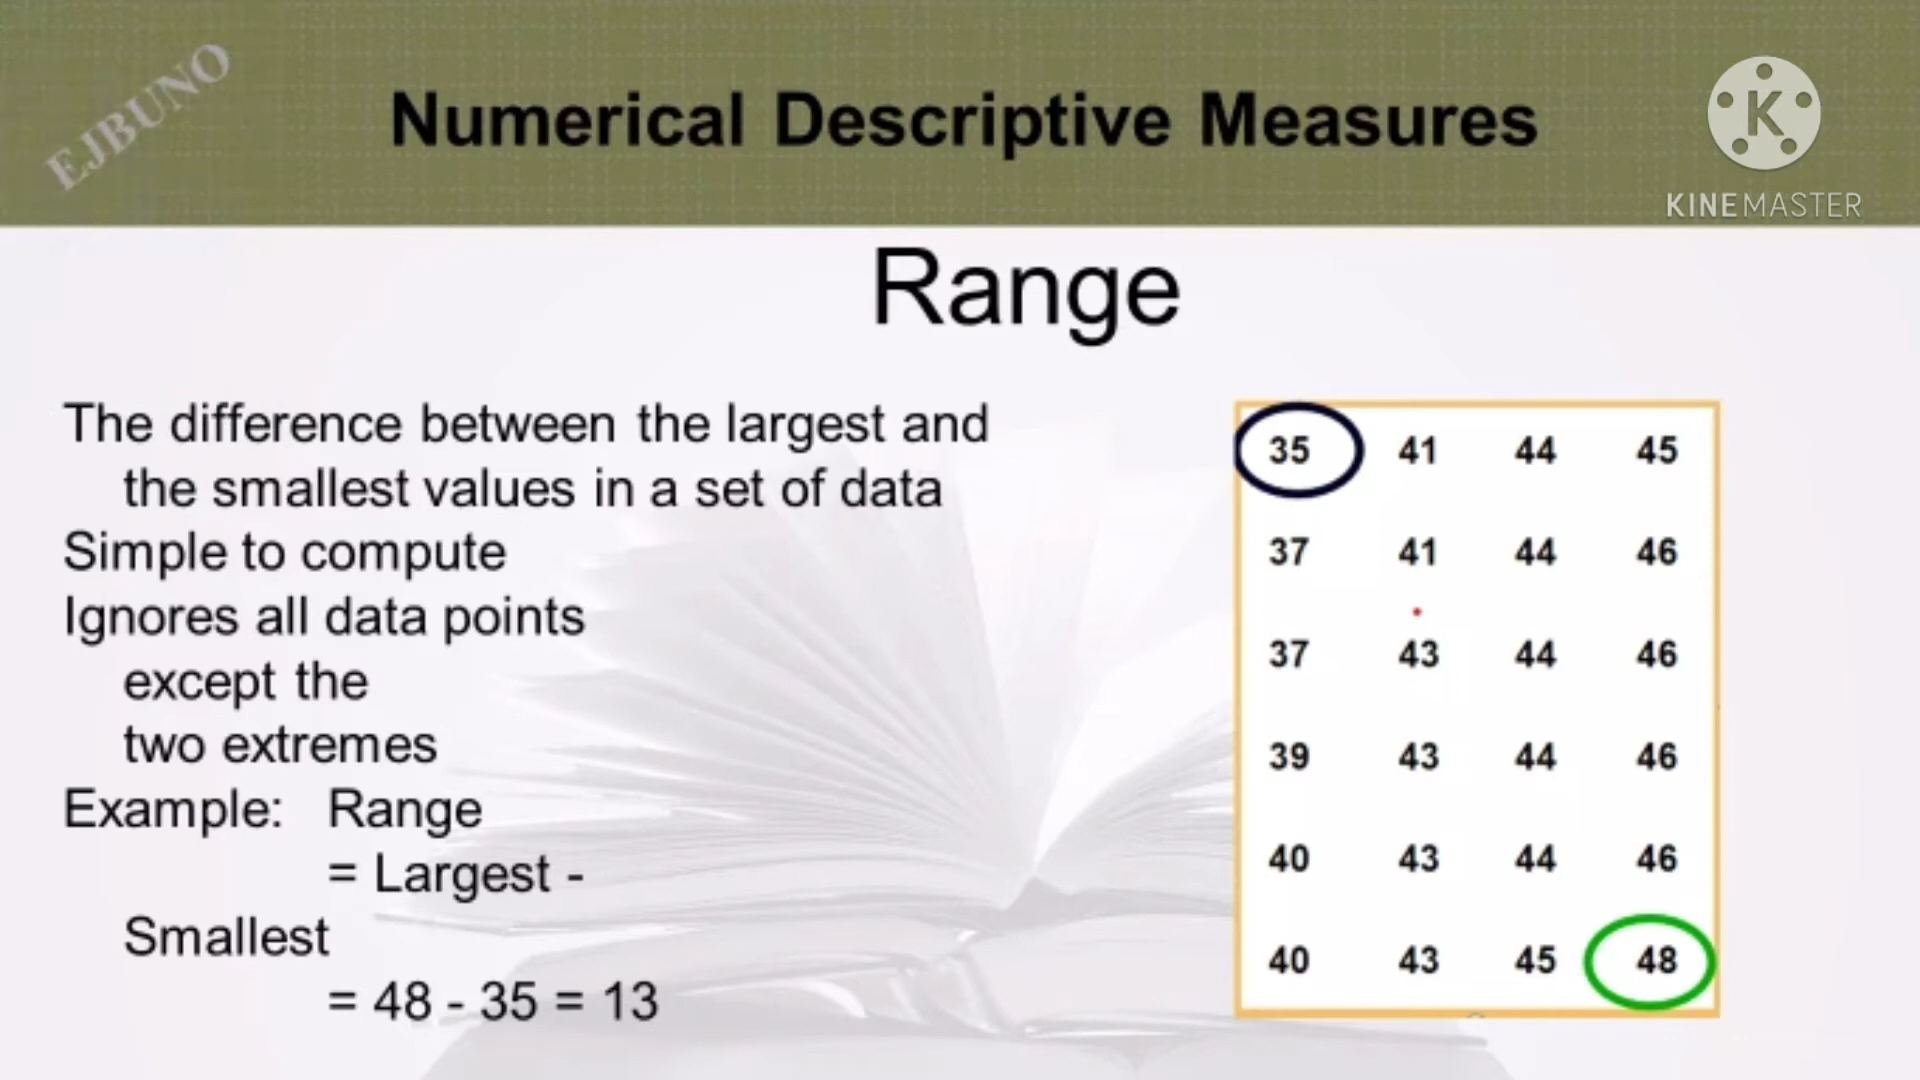 EJBUNO
Numerical Descriptive Measures
K
KINEMASTER
Range
The difference between the largest and
the smallest values in a set of data
Simple to compute
Ignores all data points
except the
two extremes
Example: Range
= Largest -
Smallest
= 48 - 35 = 13
35 41 44 45
37 41 44 46
37 43 44 46
39 43 44 46
40 43 44 46
40 43 45 48